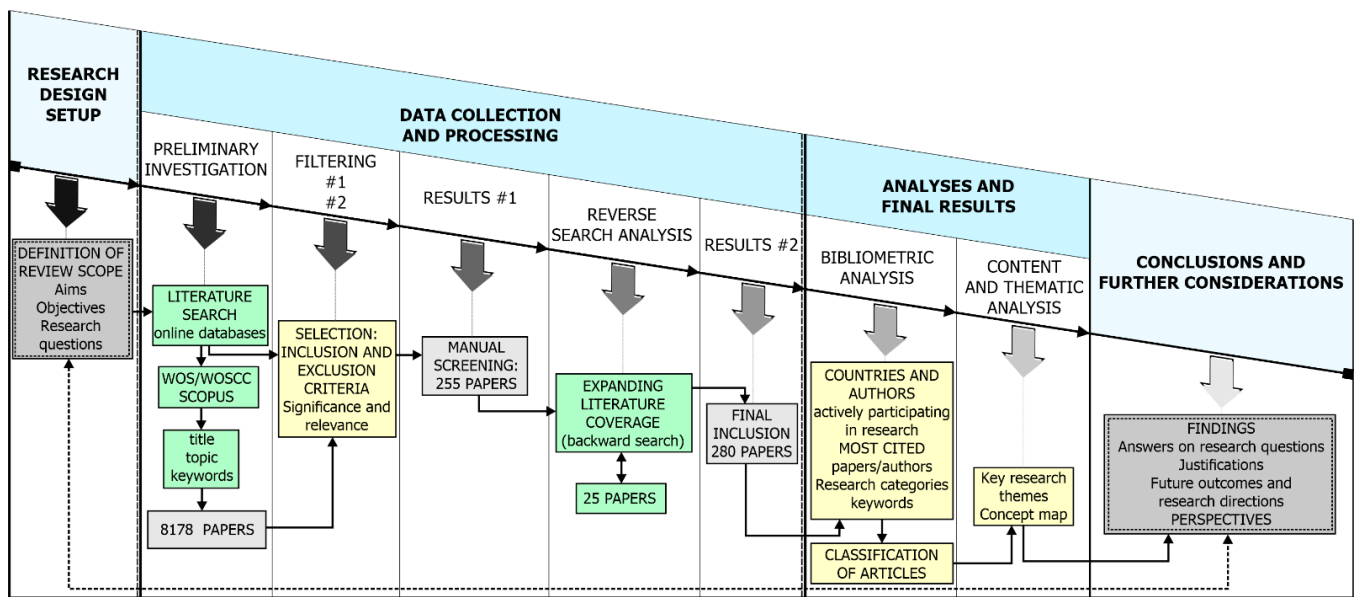 RESEARCH
DESIGN
SETUP
DATA COLLECTION
AND PROCESSING
ANALYSES AND
FINAL RESULTS
CONCLUSIONS AND
FURTHER CONSIDERATIONS
PRELIMINARY
INVESTIGATION
FILTERING
#1
#2
RESULTS #1
REVERSE
SEARCH ANALYSIS
RESULTS #2
BIBLIOMETRIC
ANALYSIS
CONTENT
AND THEMATIC
ANALYSIS
DEFINITION OF
REVIEW SCOPE
Aims
Objectives
Research
questions
LITERATURE
SEARCH
online databases
WOS/WOSCC
SCOPUS
title
topic
keywords
8178 PAPERS
SELECTION:
INCLUSION AND
EXCLUSION
CRITERIA
Significance and
relevance
MANUAL
SCREENING:
255 PAPERS
EXPANDING
LITERATURE
COVERAGE
(backward search)
25 PAPERS
FINAL
INCLUSION
280 PAPERS
COUNTRIES AND
AUTHORS
actively participating
in research
MOST CITED
papers/authors
Research categories
keywords
CLASSIFICATION
OF ARTICLES
Key research
themes
Concept map
FINDINGS
Answers on research questions
Justifications
Future outcomes and
research directions
PERSPECTIVES